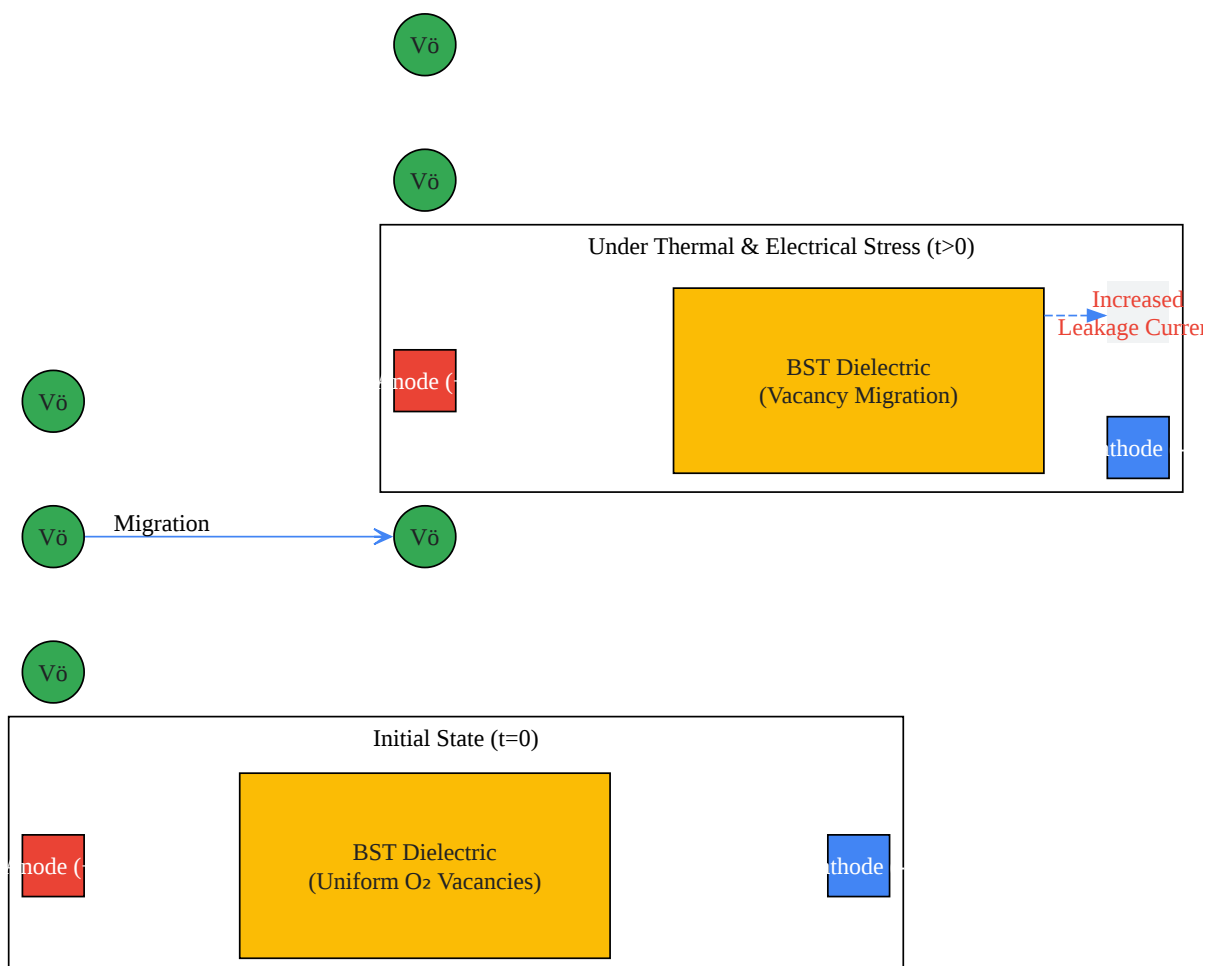 Vö
Vö
Under Thermal & Electrical Stress (t>0)
Increased
Leakage Curre
BST Dielectric
(Vacancy Migration)
node (
thode
Vö
Vö
Migration
Vö
Vö
Initial State (t=0)
BST Dielectric
(Uniform O₂ Vacancies)
node (
thode